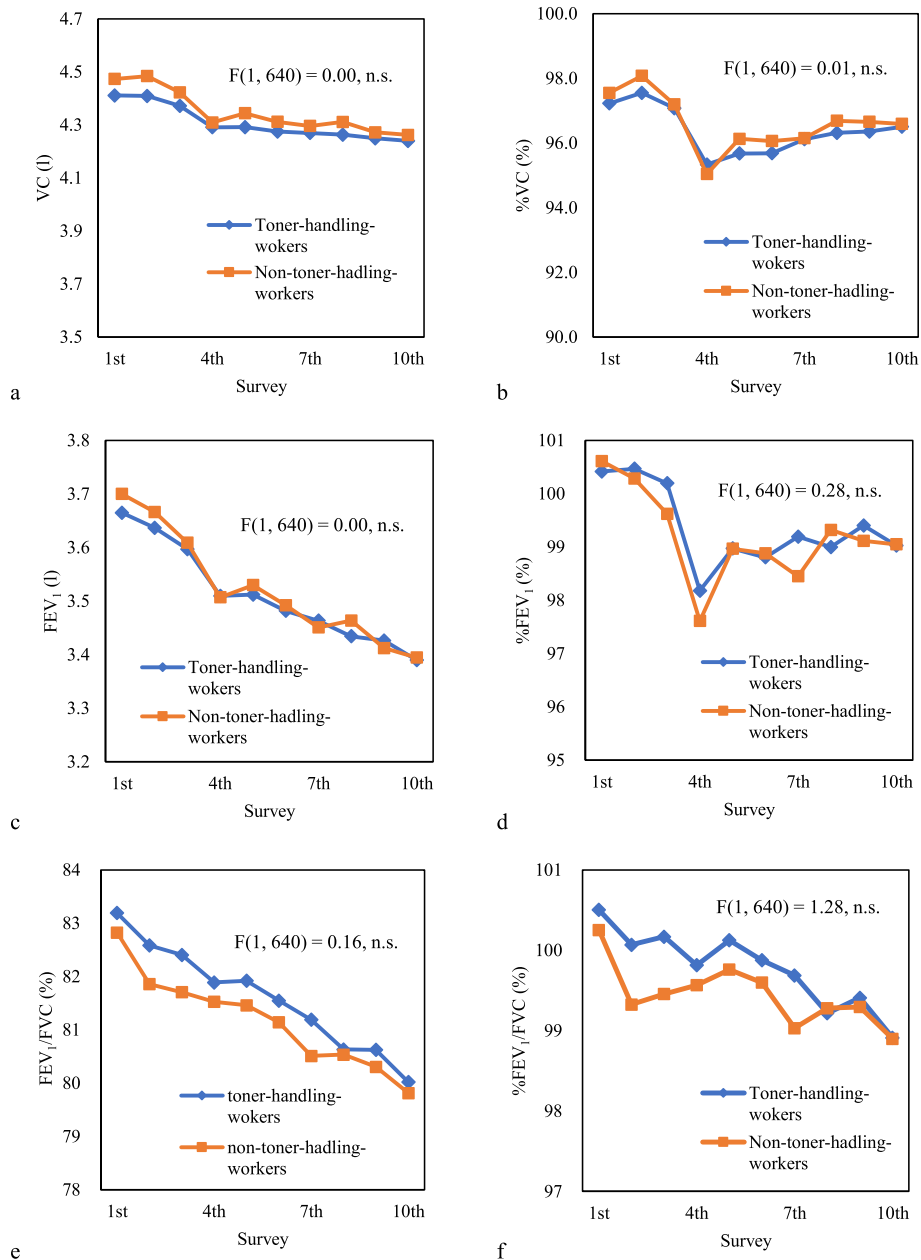 4.7
4.5
4.3
4.1
3.9
3.7
3.5
VC (l)
F(1, 640) = 0.00, n.s.
Toner-handling-
wokers
Non-toner-hadling-
workers
1st 4th 7th 10th
Survey
a
100.0
98.0
96.0
94.0
92.0
90.0
%VC (%)
F(1, 640) = 0.01, n.s.
Toner-handling-
wokers
Non-toner-hadling-
workers
1st 4th 7th 10th
Survey
b
3.8
3.7
3.6
3.5
3.4
3.3
3.2
FEV₁ (l)
F(1, 640) = 0.00, n.s.
Toner-handling-
wokers
Non-toner-hadling-
workers
1st 4th 7th 10th
Survey
c
101
100
99
98
97
96
95
%FEV₁ (%)
F(1, 640) = 0.28, n.s.
Toner-handling-
wokers
Non-toner-hadling-
workers
1st 4th 7th 10th
Survey
d
84
83
82
81
80
79
78
FEV₁/FVC (%)
F(1, 640) = 0.16, n.s.
toner-handling-
wokers
non-toner-hadling-
workers
1st 4th 7th 10th
Survey
e
101
100
99
98
97
%FEV₁/FVC (%)
F(1, 640) = 1.28, n.s.
Toner-handling-
wokers
Non-toner-hadling-
workers
1st 4th 7th 10th
Survey
f